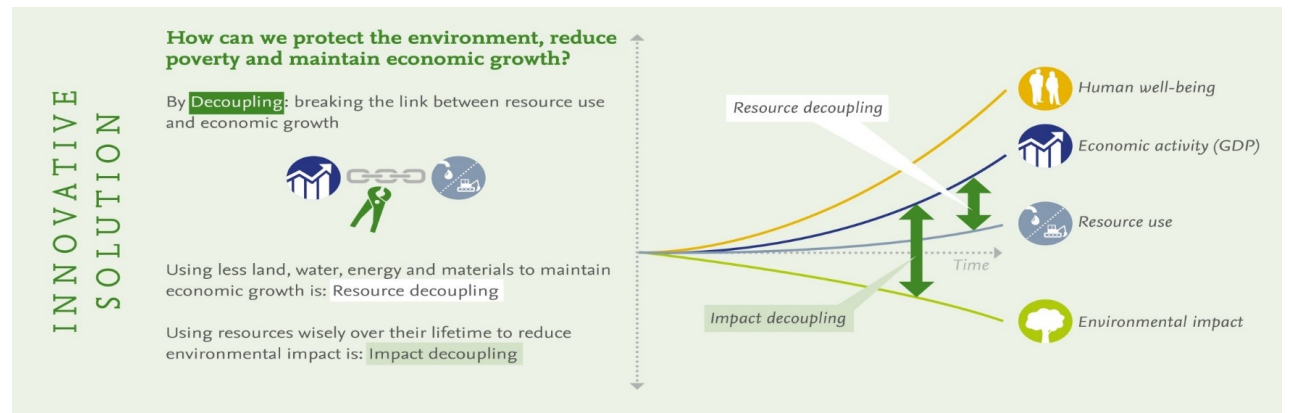 INNOVATIVE
SOLUTION
How can we protect the environment, reduce
poverty and maintain economic growth?
By Decoupling: breaking the link between resource use
and economic growth
Using less land, water, energy and materials to maintain
economic growth is: Resource decoupling
Using resources wisely over their lifetime to reduce
environmental impact is: Impact decoupling
Resource decoupling
Human well-being
Economic activity (GDP)
Resource use
Time
Impact decoupling
Environmental impact